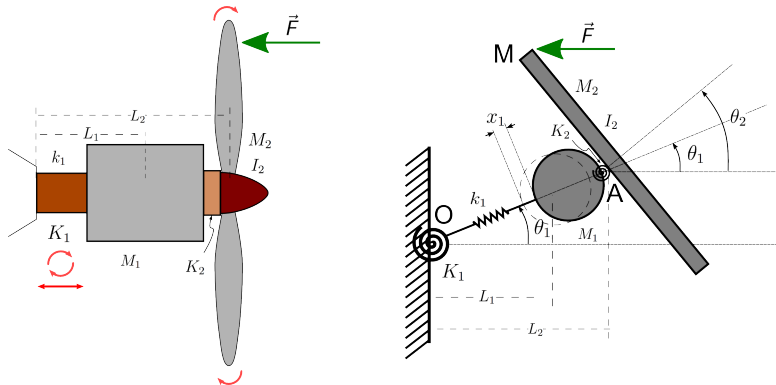 F⃗
L₂
L₁
k₁
M₂
I₂
K₁
M₁
K₂
F⃗
M
M₂
x₁
K₂
I₂
θ₂
θ₁
k₁
A
O
θ₁
M₁
K₁
L₁
L₂